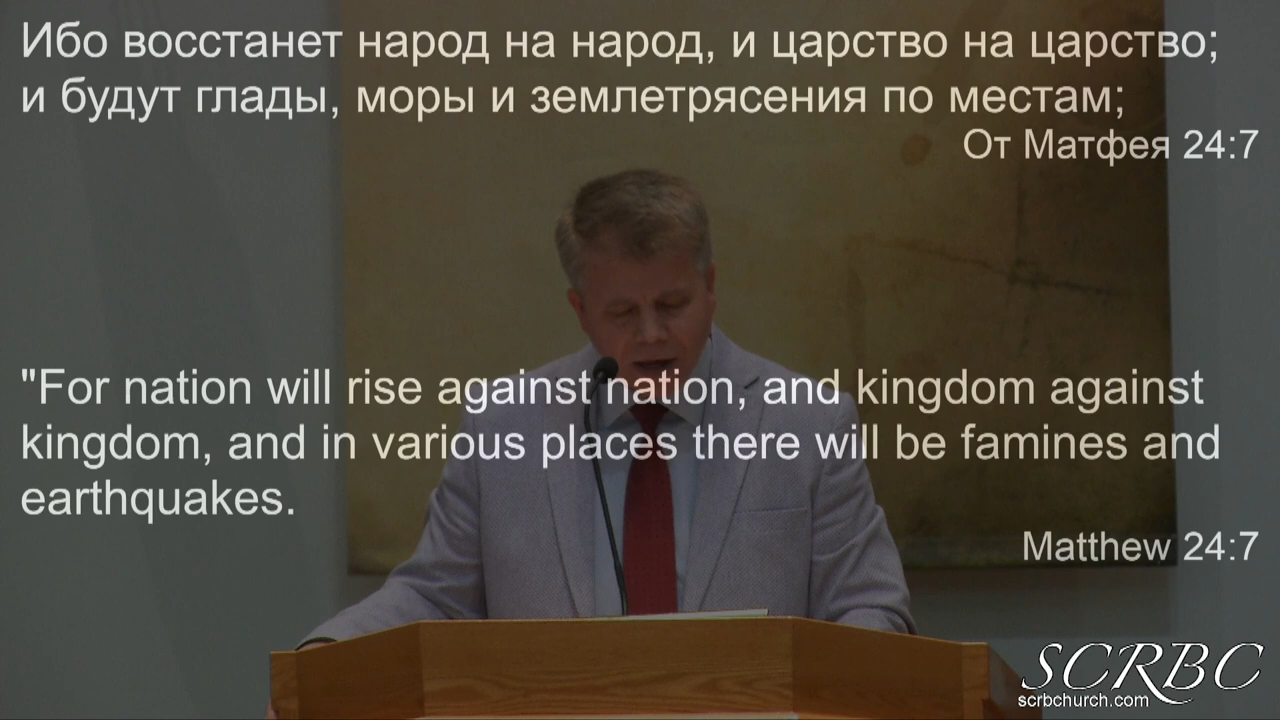 Ибо восстанет народ на народ, и царство на царство;
и будут глады, моры и землетрясения по местам;
От Матфея 24:7
"For nation will rise against nation, and kingdom against
kingdom, and in various places there will be famines and
earthquakes.
Matthew 24:7
SCRBC
scrbchurch.com